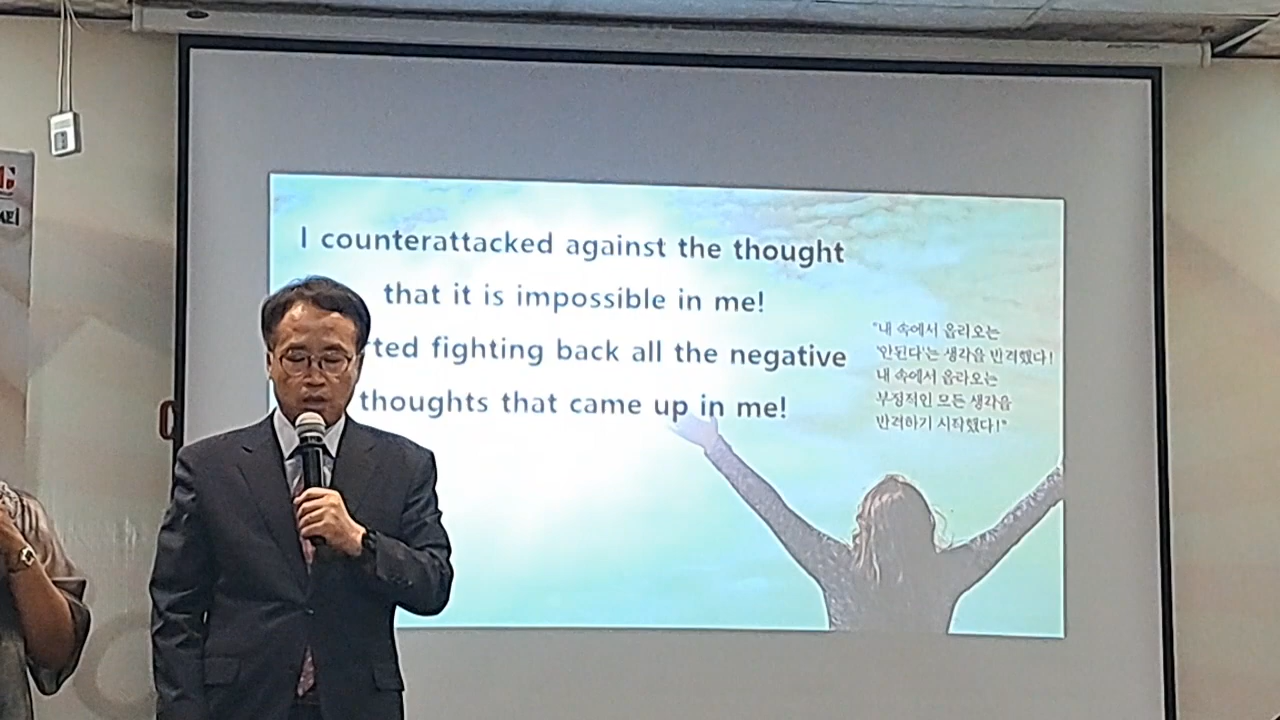 I counterattacked against the thought
that it is impossible in me!
ted fighting back all the negative
thoughts that came up in me!
"내 속에서 올라오는
'안된다'는 생각을 반격했다!
내 속에서 올라오는
부정적인 모든 생각을
반격하기 시작했다!"